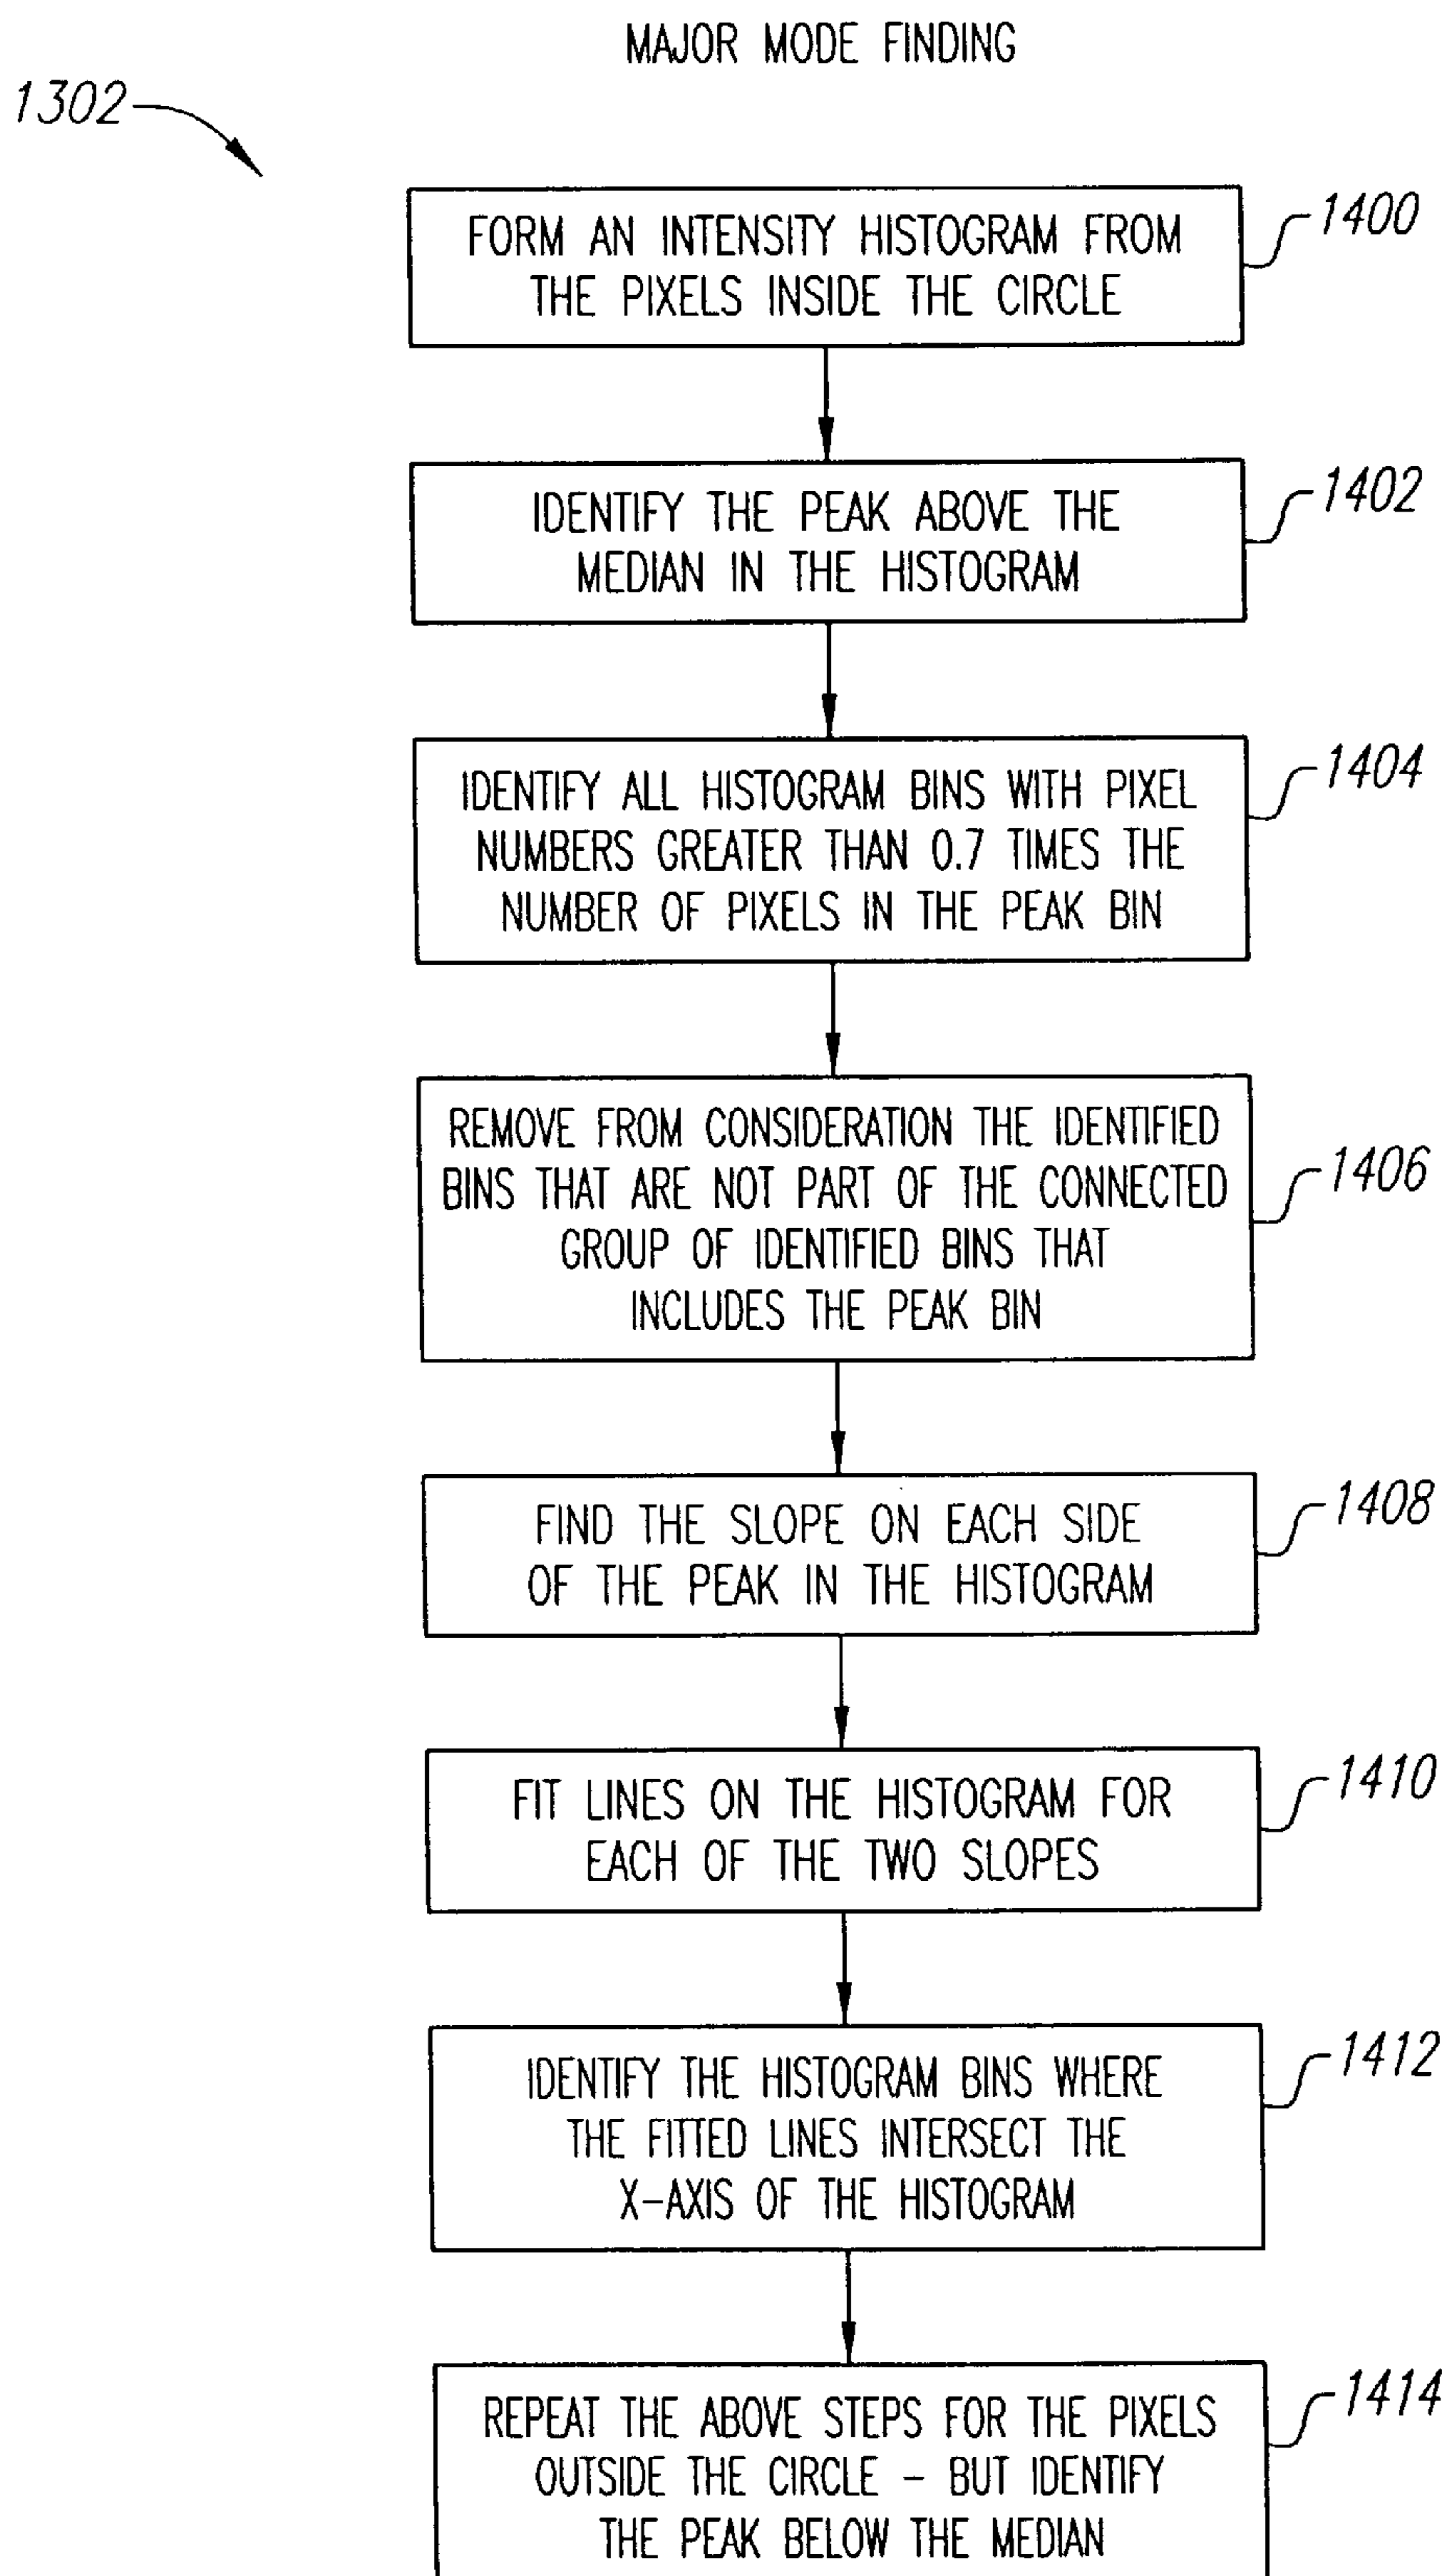 MAJOR MODE FINDING
1302
FORM AN INTENSITY HISTOGRAM FROM
THE PIXELS INSIDE THE CIRCLE
1400
IDENTIFY THE PEAK ABOVE THE
MEDIAN IN THE HISTOGRAM
1402
IDENTIFY ALL HISTOGRAM BINS WITH PIXEL
NUMBERS GREATER THAN 0.7 TIMES THE
NUMBER OF PIXELS IN THE PEAK BIN
1404
REMOVE FROM CONSIDERATION THE IDENTIFIED
BINS THAT ARE NOT PART OF THE CONNECTED
GROUP OF IDENTIFIED BINS THAT
INCLUDES THE PEAK BIN
1406
FIND THE SLOPE ON EACH SIDE
OF THE PEAK IN THE HISTOGRAM
1408
FIT LINES ON THE HISTOGRAM FOR
EACH OF THE TWO SLOPES
1410
IDENTIFY THE HISTOGRAM BINS WHERE
THE FITTED LINES INTERSECT THE
X-AXIS OF THE HISTOGRAM
1412
REPEAT THE ABOVE STEPS FOR THE PIXELS
OUTSIDE THE CIRCLE - BUT IDENTIFY
THE PEAK BELOW THE MEDIAN
1414